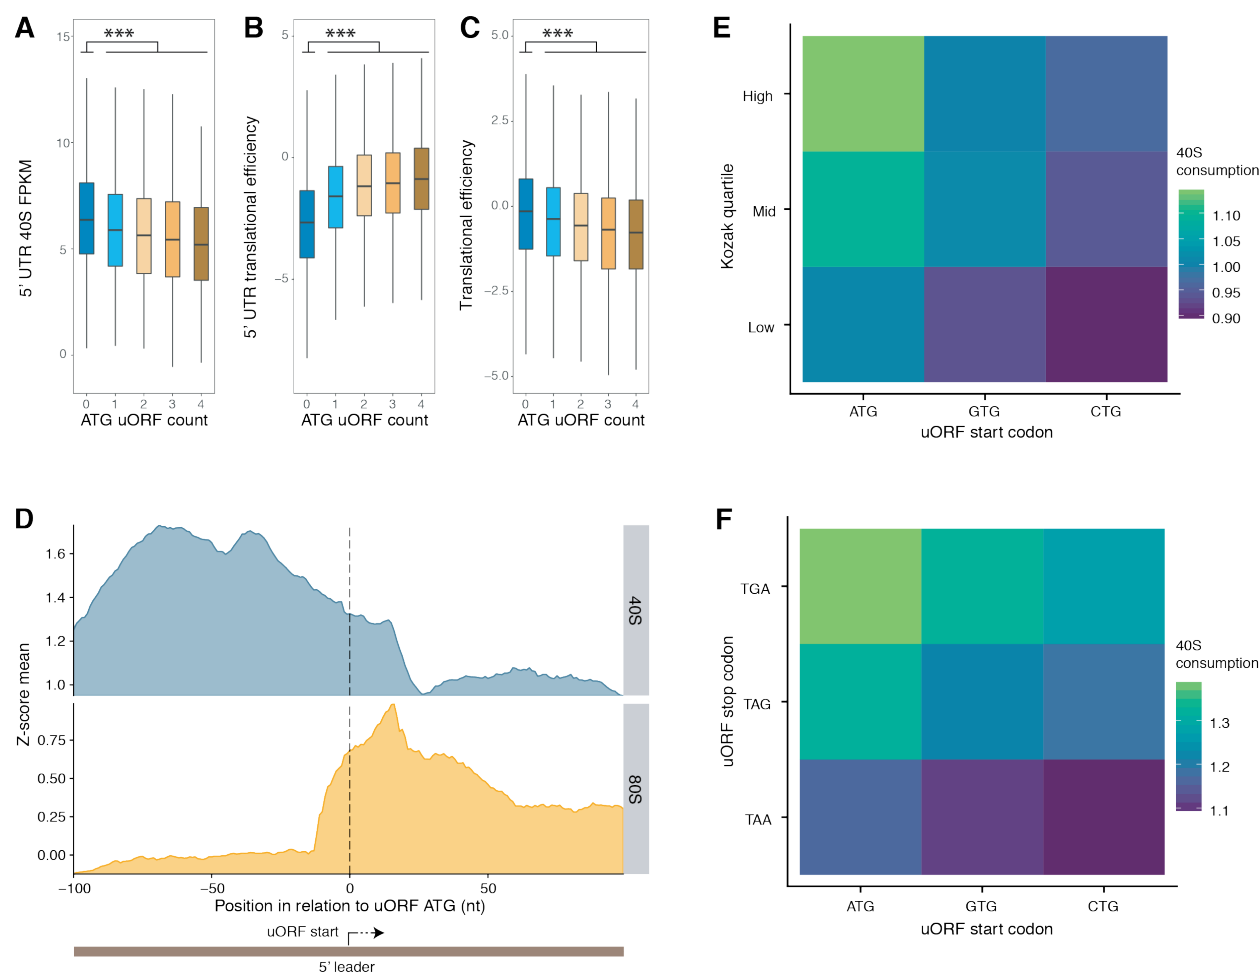 A
***
15
10
5
0
5' UTR 40S FPKM
0 1 2 3 4
ATG uORF count
B
***
5
0
−5
5' UTR translational efficiency
0 1 2 3 4
ATG uORF count
C
***
5.0
2.5
0.0
−2.5
−5.0
Translational efficiency
0 1 2 3 4
ATG uORF count
E
High
Mid
Low
Kozak quartile
ATG GTG CTG
uORF start codon
40S
consumption
1.10
1.05
1.00
0.95
0.90
D
1.6
1.4
1.2
1.0
40S
Z-score mean
0.75
0.50
0.25
0.00
80S
−100 −50 0 50
Position in relation to uORF ATG (nt)
uORF start
5' leader
F
TGA
TAG
TAA
uORF stop codon
ATG GTG CTG
uORF start codon
40S
consumption
1.3
1.2
1.1